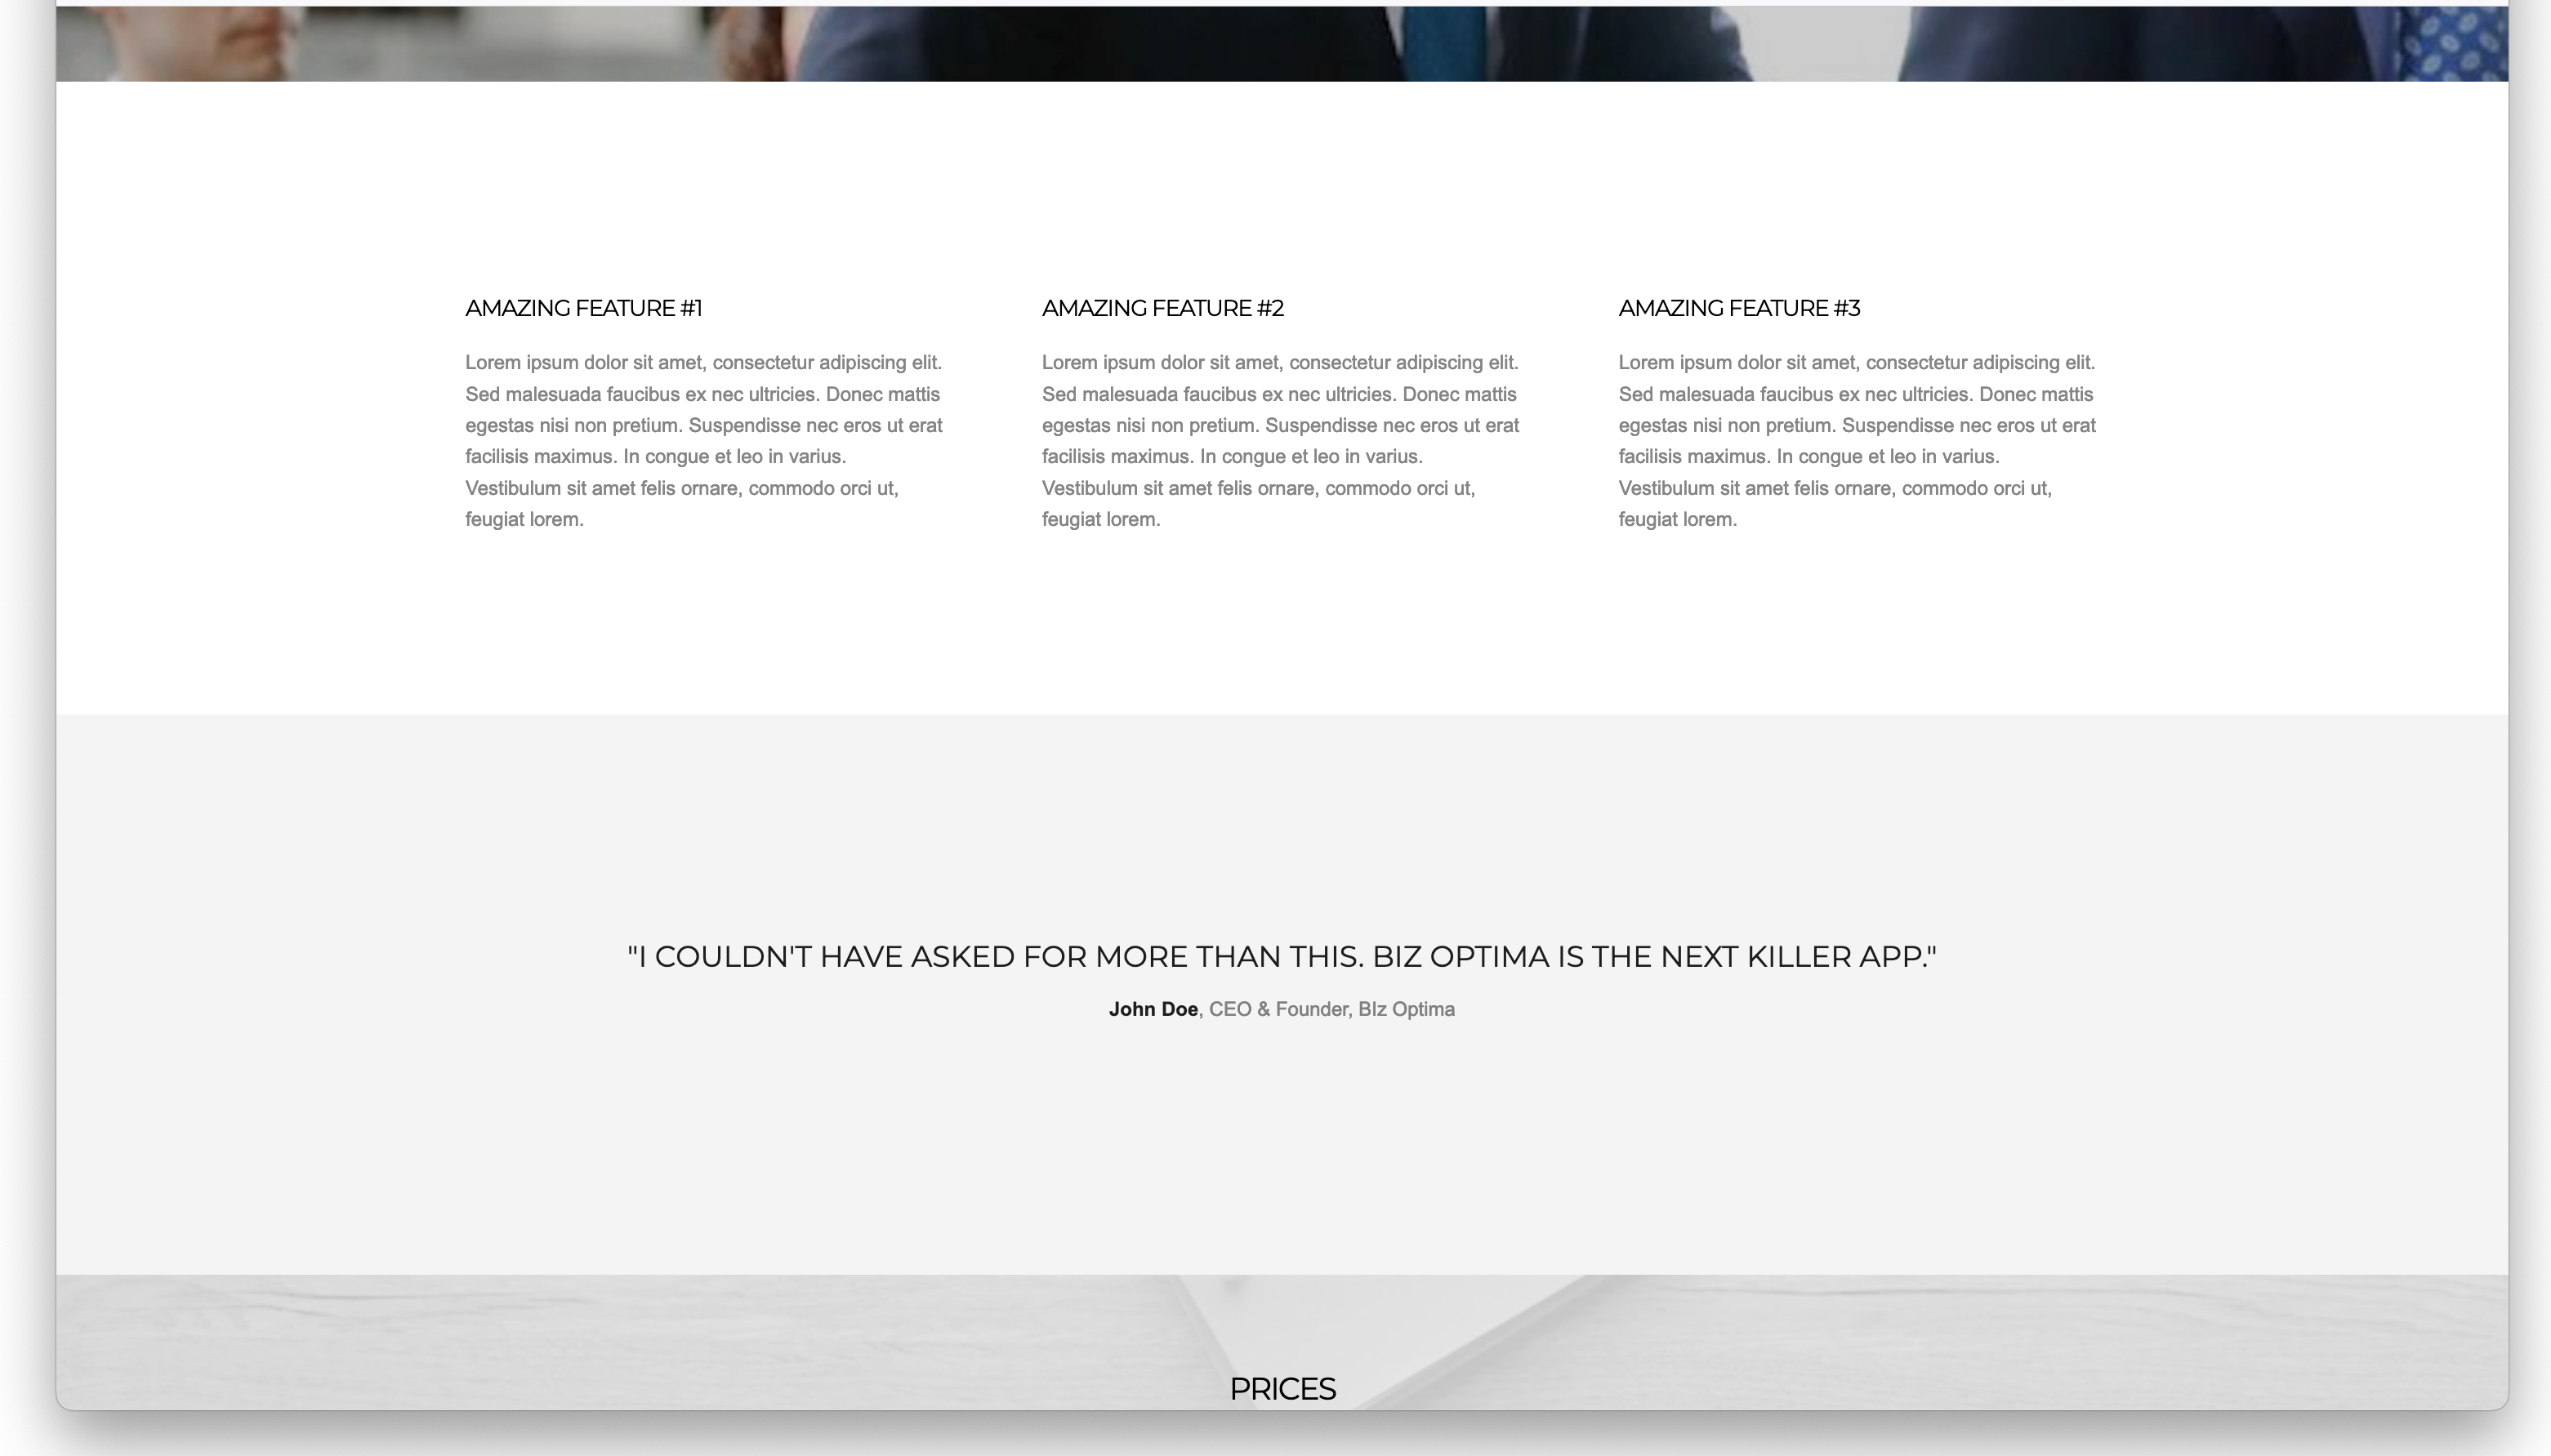 AMAZING FEATURE #1
Lorem ipsum dolor sit amet, consectetur adipiscing elit.
Sed malesuada faucibus ex nec ultricies. Donec mattis
egestas nisi non pretium. Suspendisse nec eros ut erat
facilisis maximus. In congue et leo in varius.
Vestibulum sit amet felis ornare, commodo orci ut,
feugiat lorem.
AMAZING FEATURE #2
Lorem ipsum dolor sit amet, consectetur adipiscing elit.
Sed malesuada faucibus ex nec ultricies. Donec mattis
egestas nisi non pretium. Suspendisse nec eros ut erat
facilisis maximus. In congue et leo in varius.
Vestibulum sit amet felis ornare, commodo orci ut,
feugiat lorem.
AMAZING FEATURE #3
Lorem ipsum dolor sit amet, consectetur adipiscing elit.
Sed malesuada faucibus ex nec ultricies. Donec mattis
egestas nisi non pretium. Suspendisse nec eros ut erat
facilisis maximus. In congue et leo in varius.
Vestibulum sit amet felis ornare, commodo orci ut,
feugiat lorem.
"I COULDN'T HAVE ASKED FOR MORE THAN THIS. BIZ OPTIMA IS THE NEXT KILLER APP."
John Doe, CEO & Founder, BIz Optima
PRICES